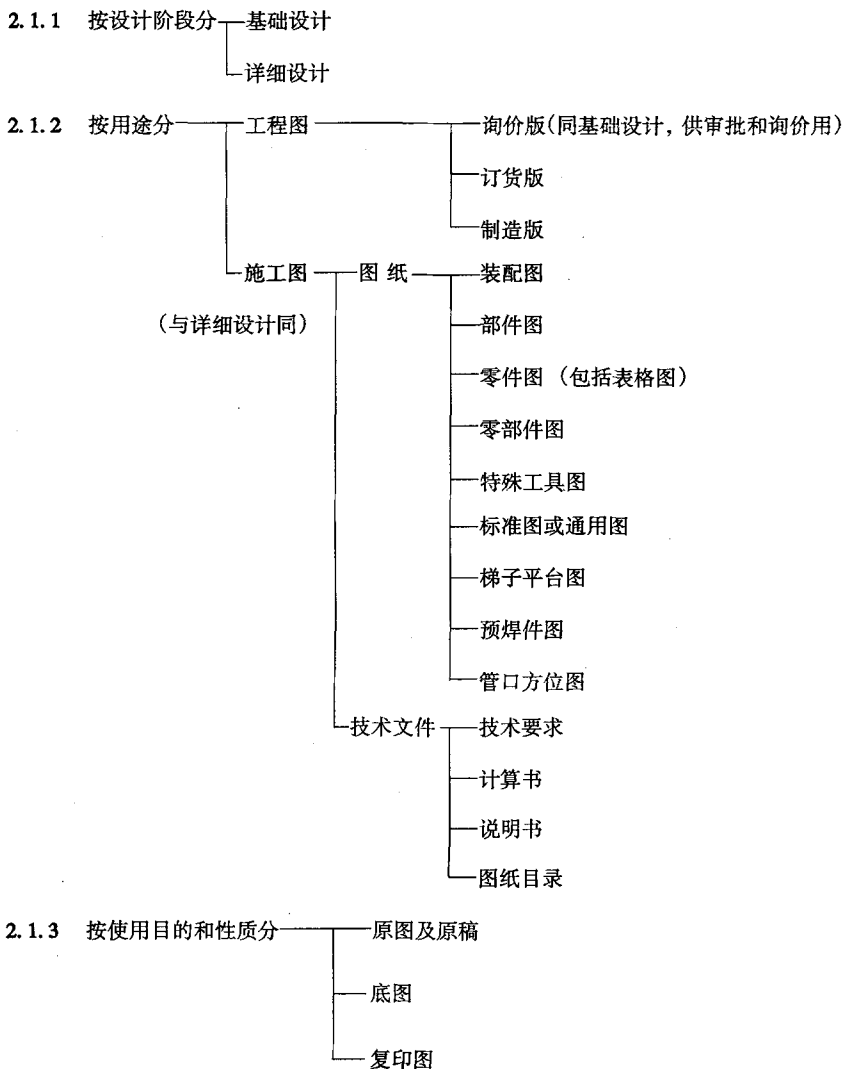 2.1.1 按设计阶段分 基础设计
详细设计
2.1.2 按用途分 工程图 询价版(同基础设计, 供审批和询价用)
订货版
制造版
施工图 图 纸 装配图
(与详细设计同) 部件图
零件图 (包括表格图)
零部件图
特殊工具图
标准图或通用图
梯子平台图
预焊件图
管口方位图
技术文件 技术要求
计算书
说明书
图纸目录
2.1.3 按使用目的和性质分 原图及原稿
底图
复印图